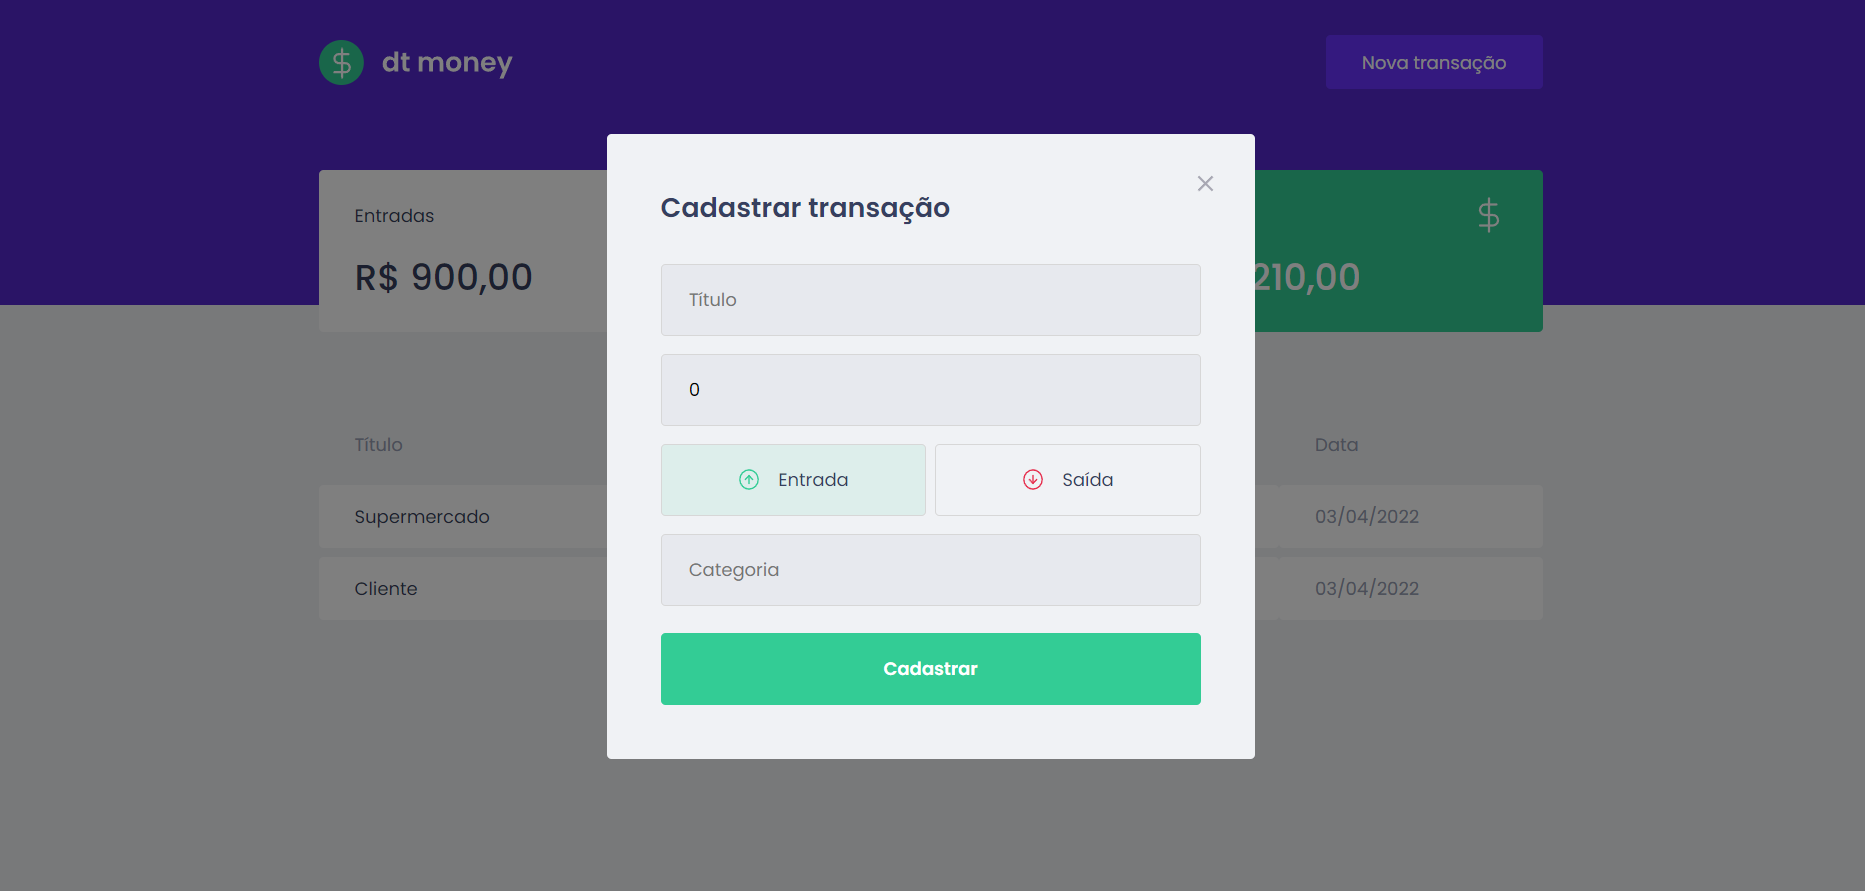 dt money
Nova transação
Entradas
R$ 900,00
210,00
Cadastrar transação
Título
0
Entrada
Saída
Categoria
Cadastrar
Título
Data
Supermercado
03/04/2022
Cliente
03/04/2022